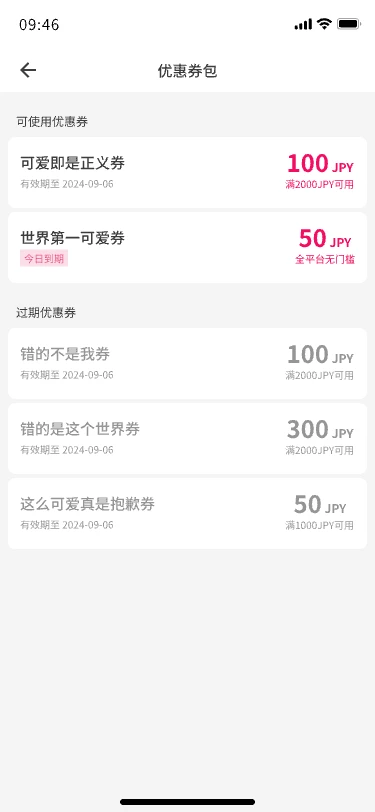 09:46
优惠券包
可使用优惠券
可爱即是正义券
100 JPY
有效期至 2024-09-06
满2000JPY可用
世界第一可爱券
50 JPY
今日到期
全平台无门槛
过期优惠券
错的不是我券
100 JPY
有效期至 2024-09-06
满2000JPY可用
错的是这个世界券
300 JPY
有效期至 2024-09-06
满2000JPY可用
这么可爱真是抱歉券
50 JPY
有效期至 2024-09-06
满1000JPY可用